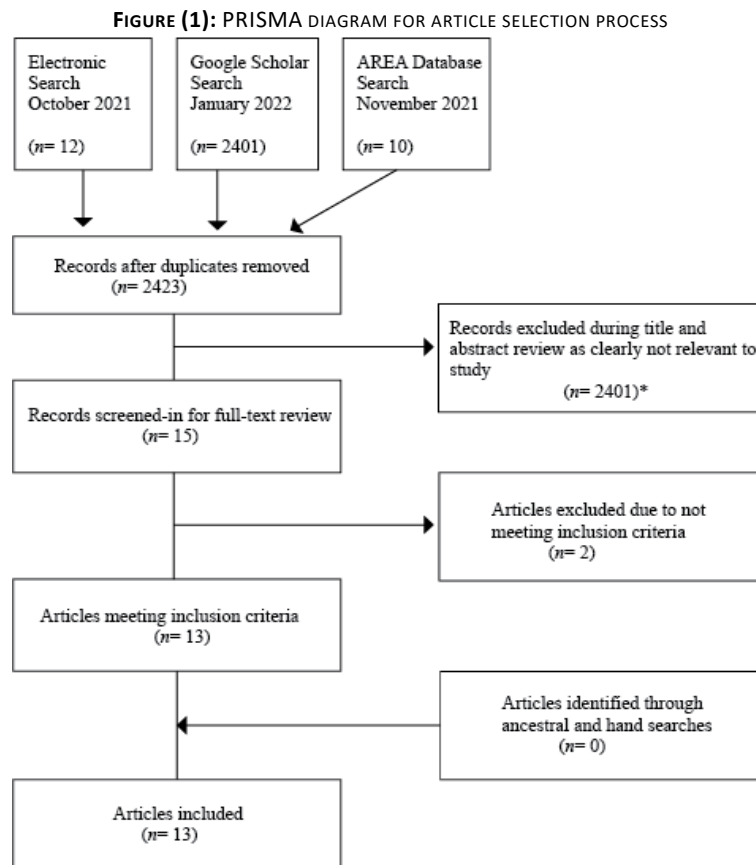 FIGURE (1): PRISMA DIAGRAM FOR ARTICLE SELECTION PROCESS
Electronic
Search
October 2021
(n= 12)
Google Scholar
Search
January 2022
(n= 2401)
AREA Database
Search
November 2021
(n= 10)
Records after duplicates removed
(n= 2423)
Records excluded during title and
abstract review as clearly not relevant to
study
(n= 2401)*
Records screened-in for full-text review
(n= 15)
Articles excluded due to not
meeting inclusion criteria
(n= 2)
Articles meeting inclusion criteria
(n= 13)
Articles identified through
ancestral and hand searches
(n= 0)
Articles included
(n= 13)